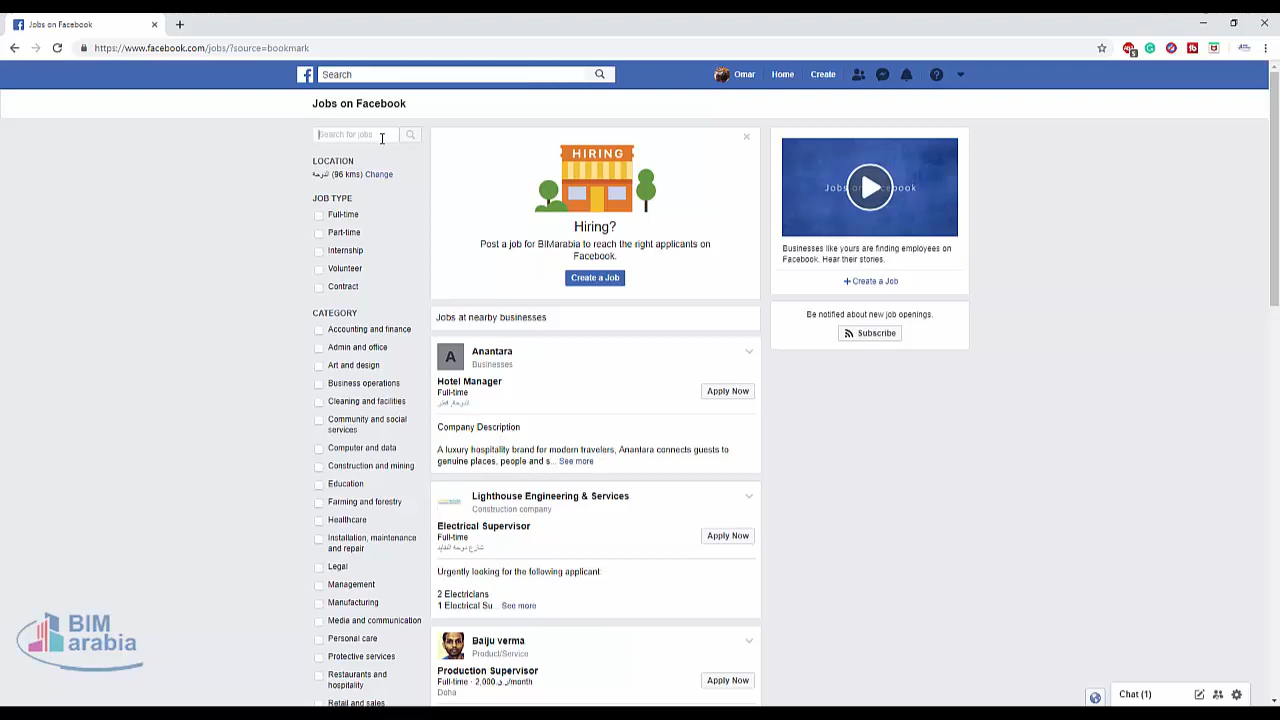 Jobs on Facebook
https://www.facebook.com/jobs/?source=bookmark
Search
Omar
Home
Create
Jobs on Facebook
Search for jobs
LOCATION
الدوحة (96 kms) Change
JOB TYPE
Full-time
Part-time
Internship
Volunteer
Contract
CATEGORY
Accounting and finance
Admin and office
Art and design
Business operations
Cleaning and facilities
Community and social
services
Computer and data
Construction and mining
Education
Farming and forestry
Healthcare
Installation, maintenance
and repair
Legal
Management
Manufacturing
Media and communication
Personal care
Protective services
Restaurants and
hospitality
Retail and sales
HIRING
Hiring?
Post a job for BIMarabia to reach the right applicants on
Facebook.
Create a Job
Jobs at nearby businesses
A
Anantara
Businesses
Hotel Manager
Full-time
الدوحة, قطر
Apply Now
Company Description
A luxury hospitality brand for modern travelers, Anantara connects guests to
genuine places, people and s... See more
Lighthouse Engineering & Services
Construction company
Electrical Supervisor
Full-time
Apply Now
Urgently looking for the following applicant
2 Electricians
1 Electrical Su... See more
Baiju verma
Product/Service
Production Supervisor
Full-time · 2,000 ر.ق./month
Doha
Apply Now
Businesses like yours are finding employees on
Facebook. Hear their stories.
+ Create a Job
Be notified about new job openings.
Subscribe
BIM
arabia
Chat (1)